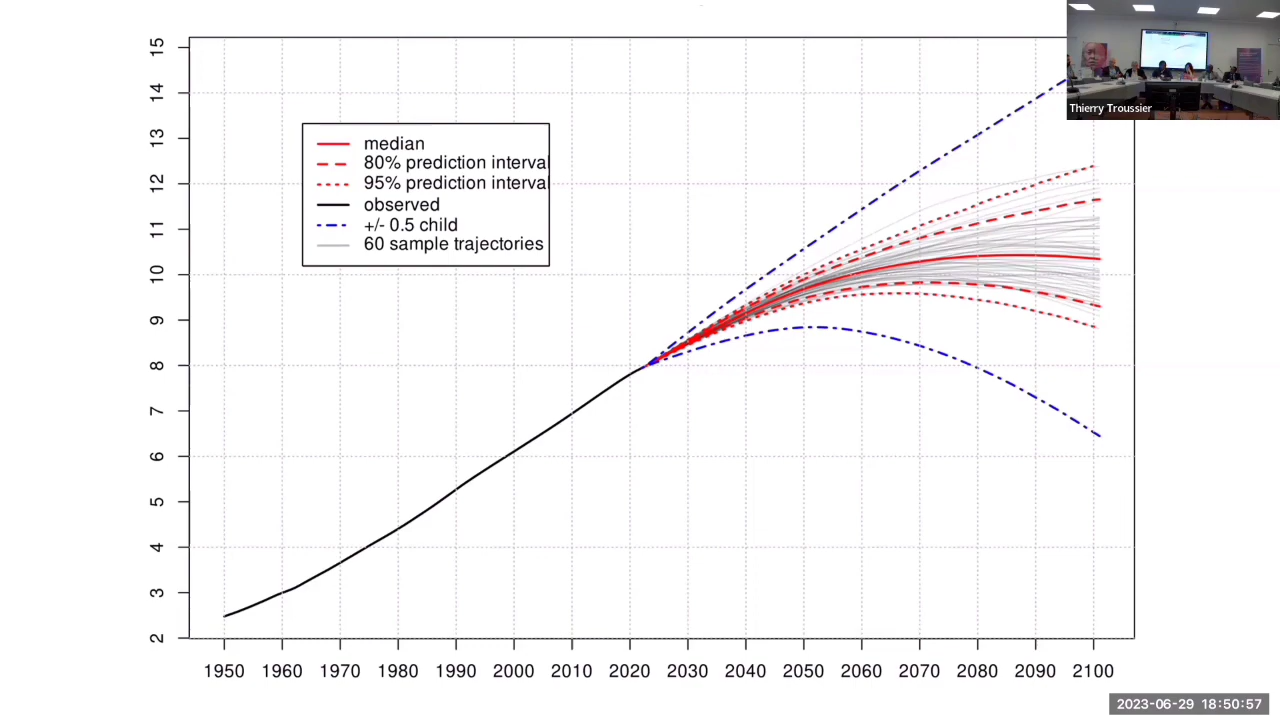 15
14
13
12
11
10
9
8
7
6
5
4
3
2
median
80% prediction interval
95% prediction interval
observed
+/- 0.5 child
60 sample trajectories
1950 1960 1970 1980 1990 2000 2010 2020 2030 2040 2050 2060 2070 2080 2090 2100
Thierry Troussier
2023-06-29 18:50:57